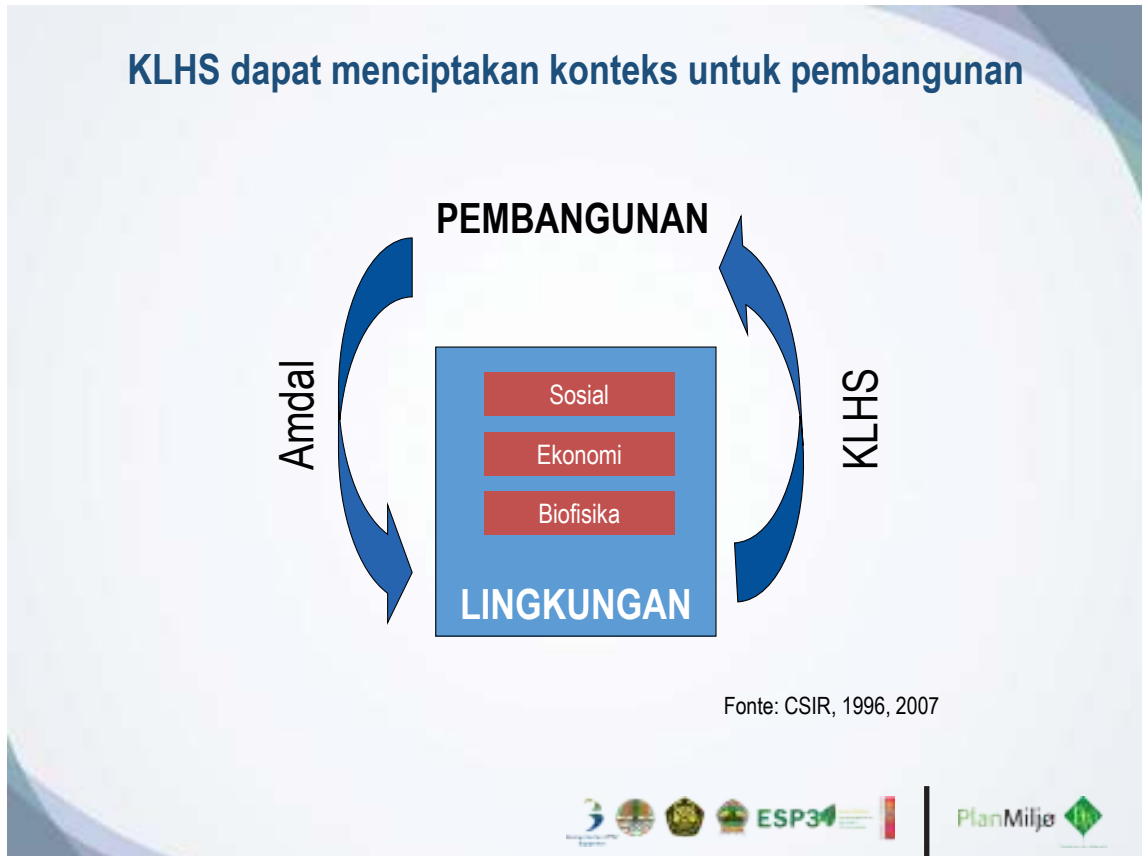 KLHS dapat menciptakan konteks untuk pembangunan
PEMBANGUNAN
Amdal
KLHS
Sosial
Ekonomi
Biofisika
LINGKUNGAN
Fonte: CSIR, 1996, 2007
ESP3
PlanMiljø